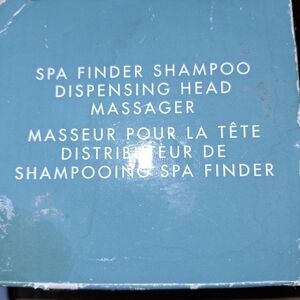 SPA FINDER SHAMPOO
DISPENSING HEAD
MASSAGER
MASSEUR POUR LA TÊTE
DISTRIBUTEUR DE
SHAMPOOING SPA FINDER